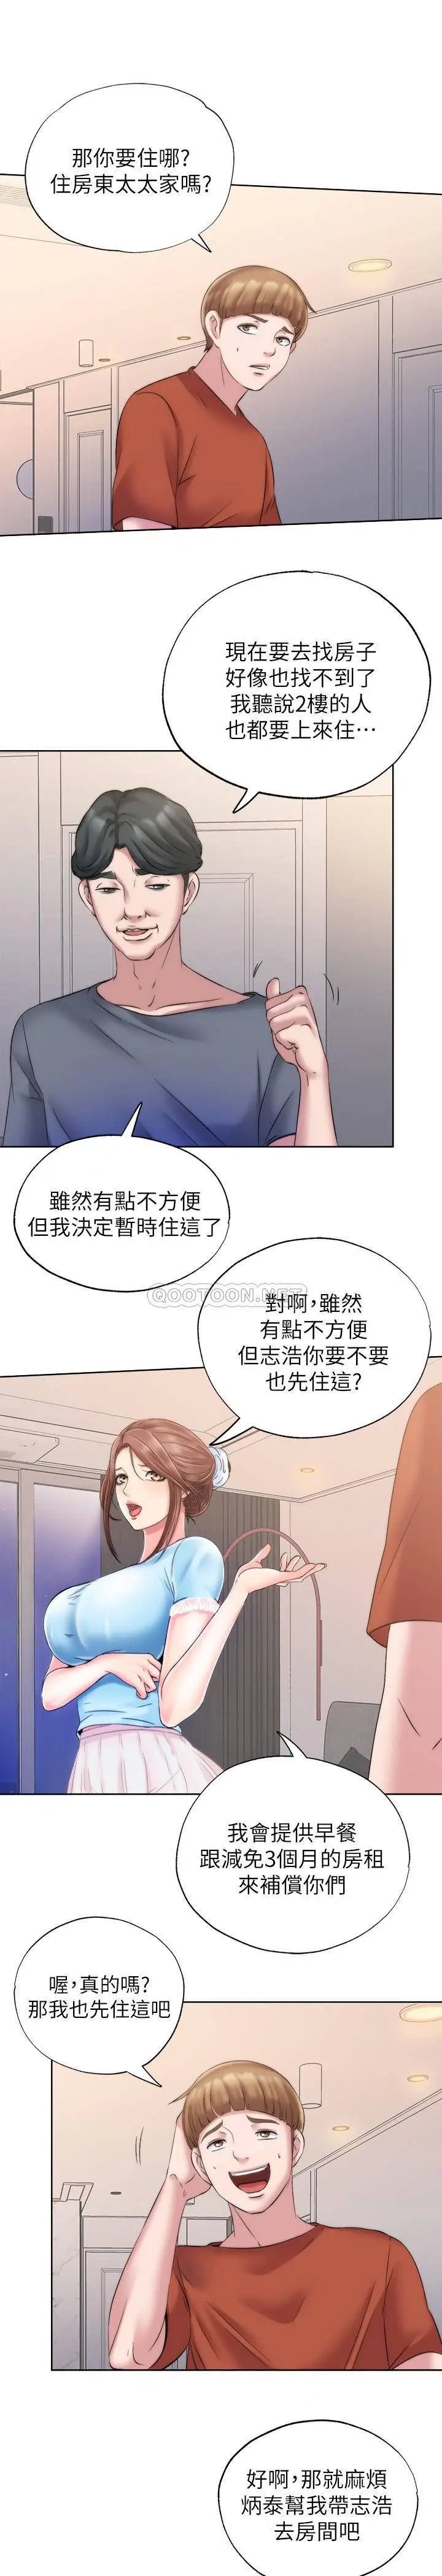 那你要住哪?
住房東太太家嗎?
現在要去找房子
好像也找不到了
我聽說2樓的人
也都要上來住…
雖然有點不方便
但我決定暫時住這了
QOOTOON.NET
對啊,雖然
有點不方便
但志浩你要不要
也先住這?
我會提供早餐
跟減免3個月的房租
來補償你們
喔,真的嗎?
那我也先住這吧
好啊,那就麻煩
炳泰幫我帶志浩
去房間吧